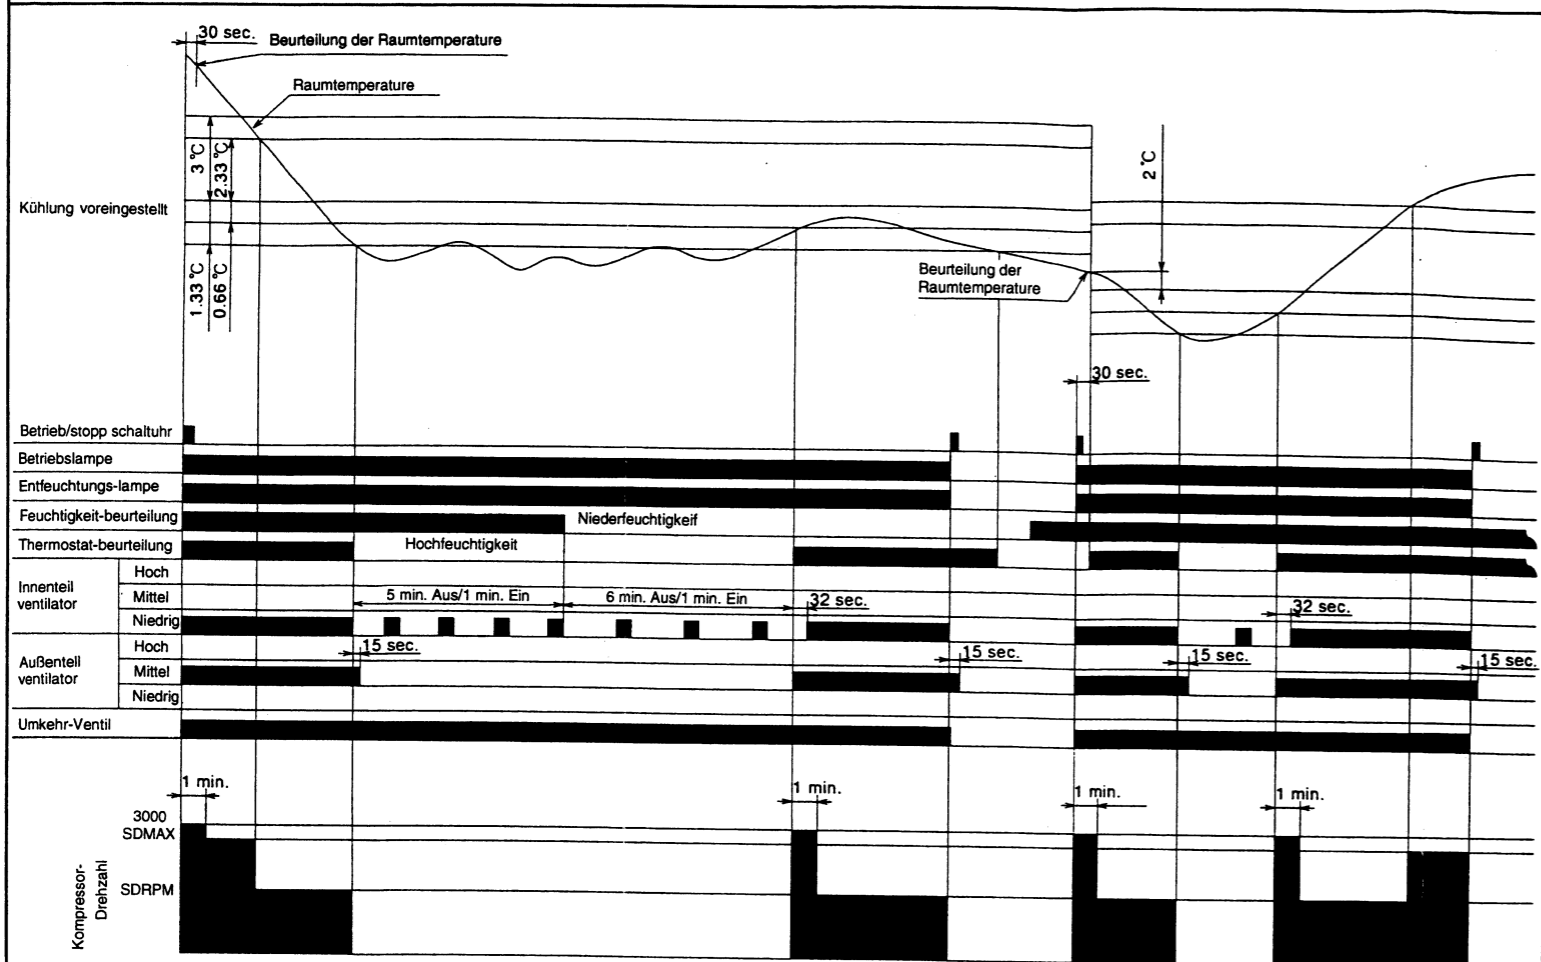 30 sec.
Beurteilung der Raumtemperature
Raumtemperature
3 °C
2.33 °C
2 °C
Kühlung voreingestellt
1.33 °C
0.66 °C
Beurteilung der
Raumtemperature
30 sec.
Betrieb/stopp schaltuhr
Betriebslampe
Entfeuchtungs-lampe
Feuchtigkeit-beurteilung
Niederfeuchtigkeif
Thermostat-beurteilung
Hochfeuchtigkeit
Innenteil
ventilator
Hoch
Mittel
5 min. Aus/1 min. Ein
6 min. Aus/1 min. Ein
32 sec.
32 sec.
Niedrig
Außentell
ventilator
Hoch
15 sec.
15 sec.
15 sec.
15 sec.
Mittel
Niedrig
Umkehr-Ventil
1 min.
1 min.
1 min.
1 min.
3000
SDMAX
SDRPM
Kompressor-
Drehzahl